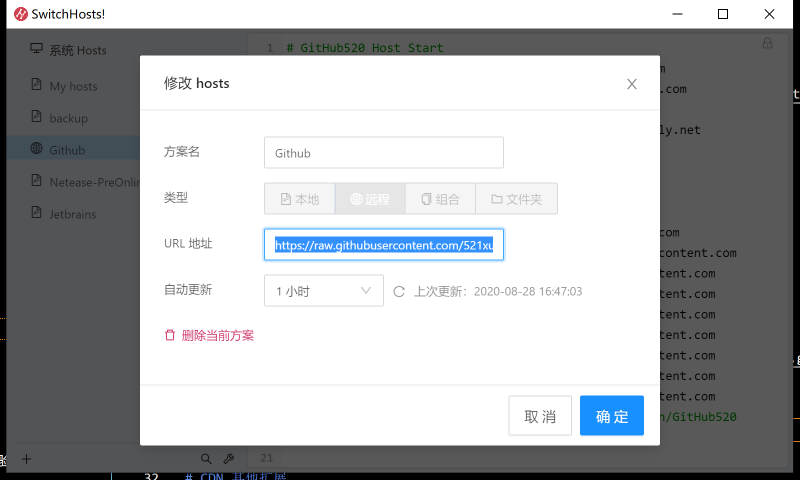 SwitchHosts!
系统 Hosts
My hosts
backup
Github
Netease-PreOnlin
Jetbrains
1 # GitHub520 Host Start
com
ly.net
com
content.com
tent.com
tent.com
tent.com
tent.com
tent.com
tent.com
tent.com
n/GitHub520
21
修改 hosts
方案名 Github
类型 本地 远程 组合 文件夹
URL 地址 https://raw.githubusercontent.com/521xu
自动更新 1 小时 上次更新：2020-08-28 16:47:03
删除当前方案
取 消 确 定
32 # CDN 其他扩展